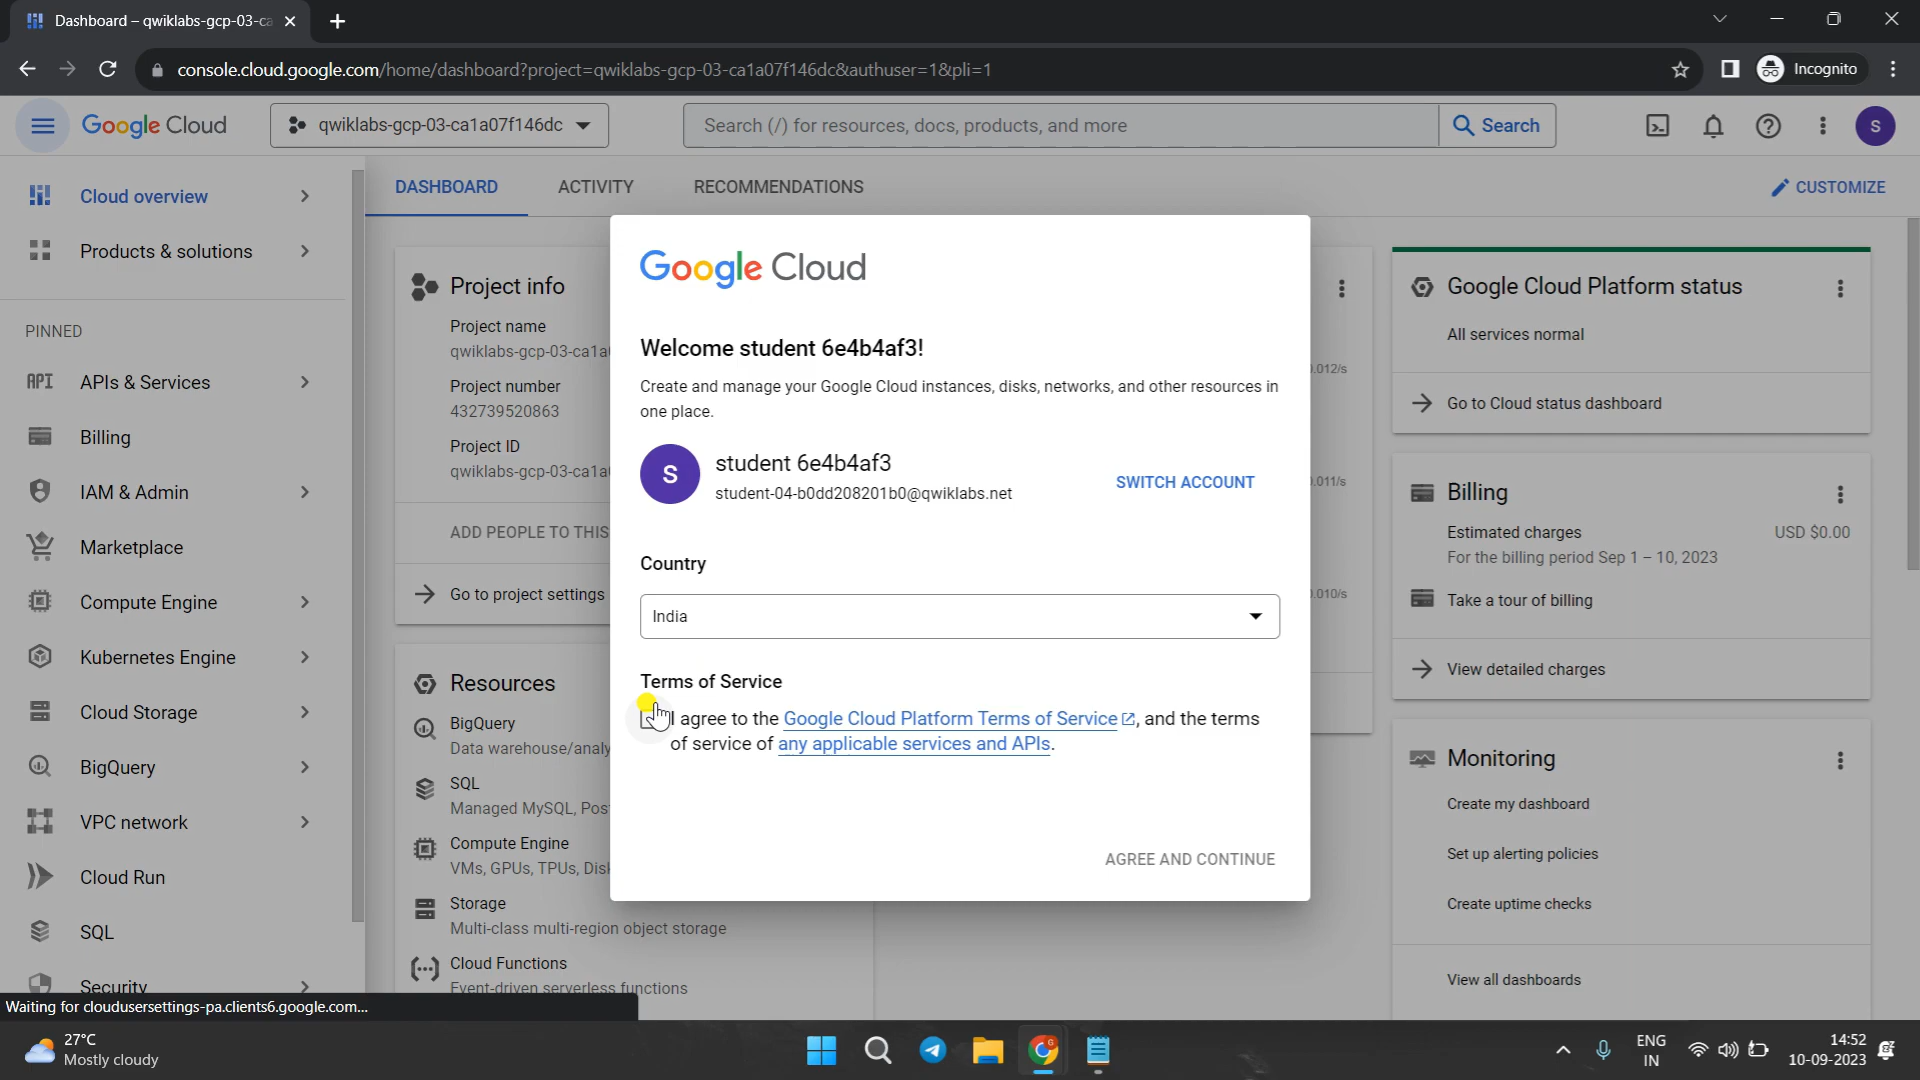 Dashboard – qwiklabs-gcp-03-ca
console.cloud.google.com/home/dashboard?project=qwiklabs-gcp-03-ca1a07f146dc&authuser=1&pli=1
Incognito
Google Cloud
qwiklabs-gcp-03-ca1a07f146dc
Search (/) for resources, docs, products, and more
Search
S
Cloud overview
Products & solutions
PINNED
API APIs & Services
Billing
IAM & Admin
Marketplace
Compute Engine
Kubernetes Engine
Cloud Storage
BigQuery
VPC network
Cloud Run
SQL
Security
DASHBOARD
ACTIVITY
RECOMMENDATIONS
CUSTOMIZE
Project info
Project name
qwiklabs-gcp-03-ca1a
Project number
432739520863
Project ID
qwiklabs-gcp-03-ca1a
ADD PEOPLE TO THIS
Go to project settings
Resources
BigQuery
Data warehouse/analy
SQL
Managed MySQL, Pos
Compute Engine
VMs, GPUs, TPUs, Disk
Storage
Multi-class multi-region object storage
Cloud Functions
Event-driven serverless functions
Google Cloud
Welcome student 6e4b4af3!
Create and manage your Google Cloud instances, disks, networks, and other resources in
one place.
S
student 6e4b4af3
student-04-b0dd208201b0@qwiklabs.net
SWITCH ACCOUNT
Country
India
Terms of Service
I agree to the Google Cloud Platform Terms of Service, and the terms
of service of any applicable services and APIs.
AGREE AND CONTINUE
0.012/s
0.011/s
0.010/s
Google Cloud Platform status
All services normal
Go to Cloud status dashboard
Billing
Estimated charges
USD $0.00
For the billing period Sep 1 – 10, 2023
Take a tour of billing
View detailed charges
Monitoring
Create my dashboard
Set up alerting policies
Create uptime checks
View all dashboards
Waiting for cloudusersettings-pa.clients6.google.com...
27°C
Mostly cloudy
ENG
IN
14:52
10-09-2023